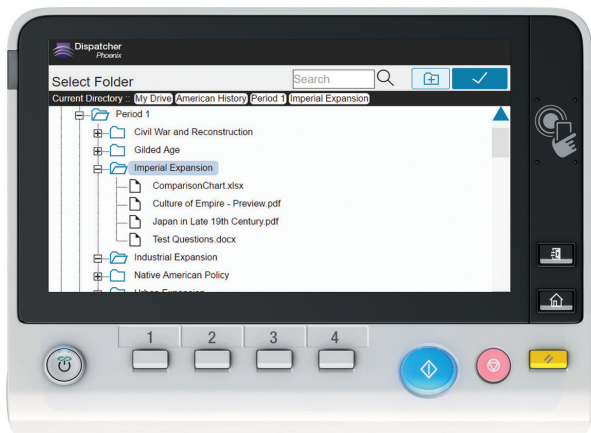 Dispatcher
Phoenix
Select Folder
Search
Current Directory :: My Drive American History Period 1 Imperial Expansion
Period 1
Civil War and Reconstruction
Gilded Age
Imperial Expansion
ComparisonChart.xlsx
Culture of Empire - Preview.pdf
Japan in Late 19th Century.pdf
Test Questions.docx
Industrial Expansion
Native American Policy
Urban Expansion
1 2 3 4